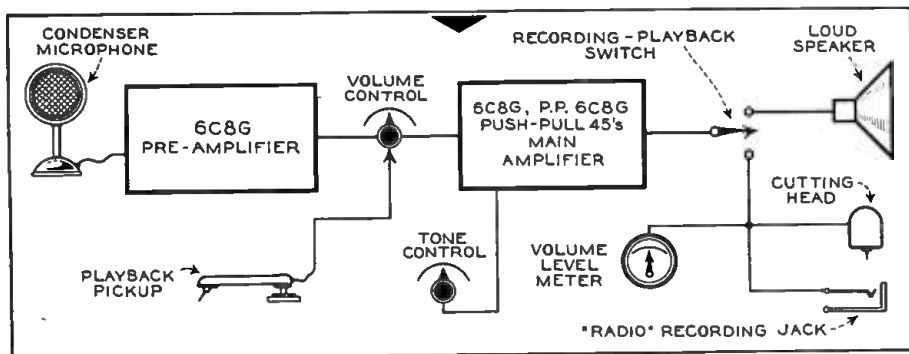 CONDENSER
MICROPHONE
6C8G
PRE-AMPLIFIER
VOLUME
CONTROL
6C8G, P.P. 6C8G
PUSH-PULL 45's
MAIN
AMPLIFIER
RECORDING-PLAYBACK
SWITCH
LOUD
SPEAKER
CUTTING
HEAD
PLAYBACK
PICKUP
TONE
CONTROL
VOLUME
LEVEL
METER
"RADIO" RECORDING JACK